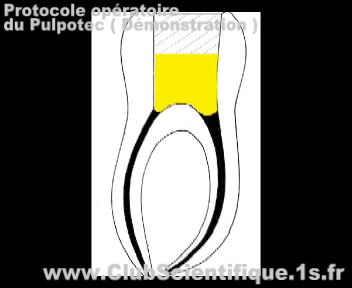 Protocole opératoire
du Pulpotec ( Démonstration )
www.ClubScientifique.1s.fr